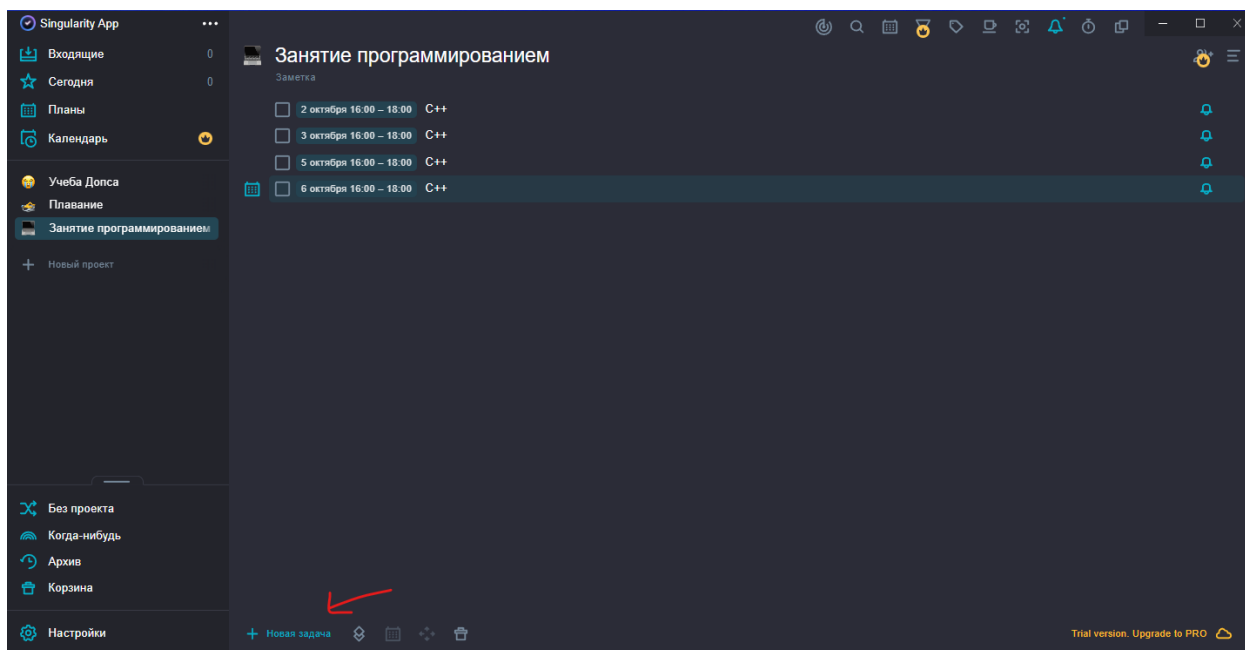 Singularity App
Входящие 0
Сегодня 0
Планы
Календарь
Учеба Допса
Плавание
Занятие программированием
Новый проект
Без проекта
Когда-нибудь
Архив
Корзина
Настройки
Занятие программированием
Заметка
2 октября 16:00 – 18:00 C++
3 октября 16:00 – 18:00 C++
5 октября 16:00 – 18:00 C++
6 октября 16:00 – 18:00 C++
Новая задача
Trial version. Upgrade to PRO